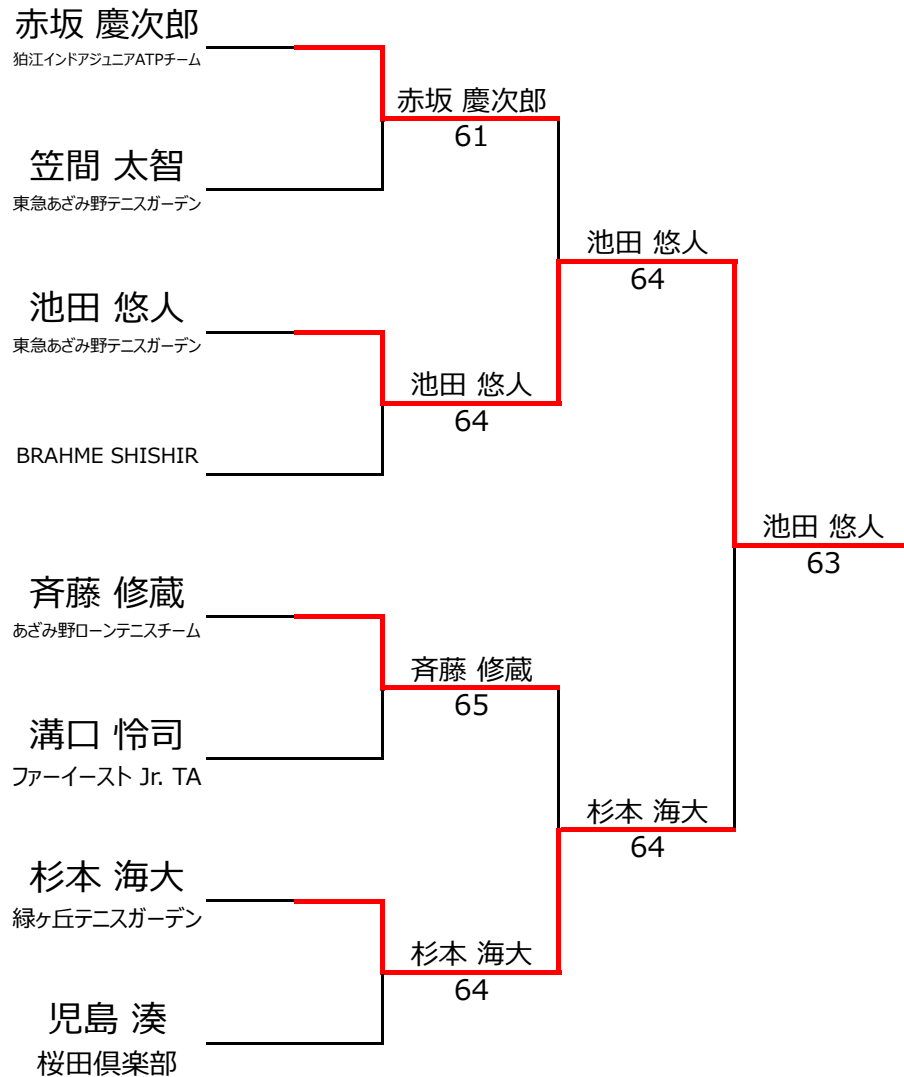 赤坂 慶次郎
狛江インドアジュニアATPチーム
赤坂 慶次郎
61
笠間 太智
東急あざみ野テニスガーデン
池田 悠人
64
池田 悠人
東急あざみ野テニスガーデン
池田 悠人
64
BRAHME SHISHIR
池田 悠人
63
斉藤 修蔵
あざみ野ローンテニスチーム
斉藤 修蔵
65
溝口 怜司
ファーイースト Jr. TA
杉本 海大
64
杉本 海大
緑ヶ丘テニスガーデン
杉本 海大
64
児島 湊
桜田倶楽部